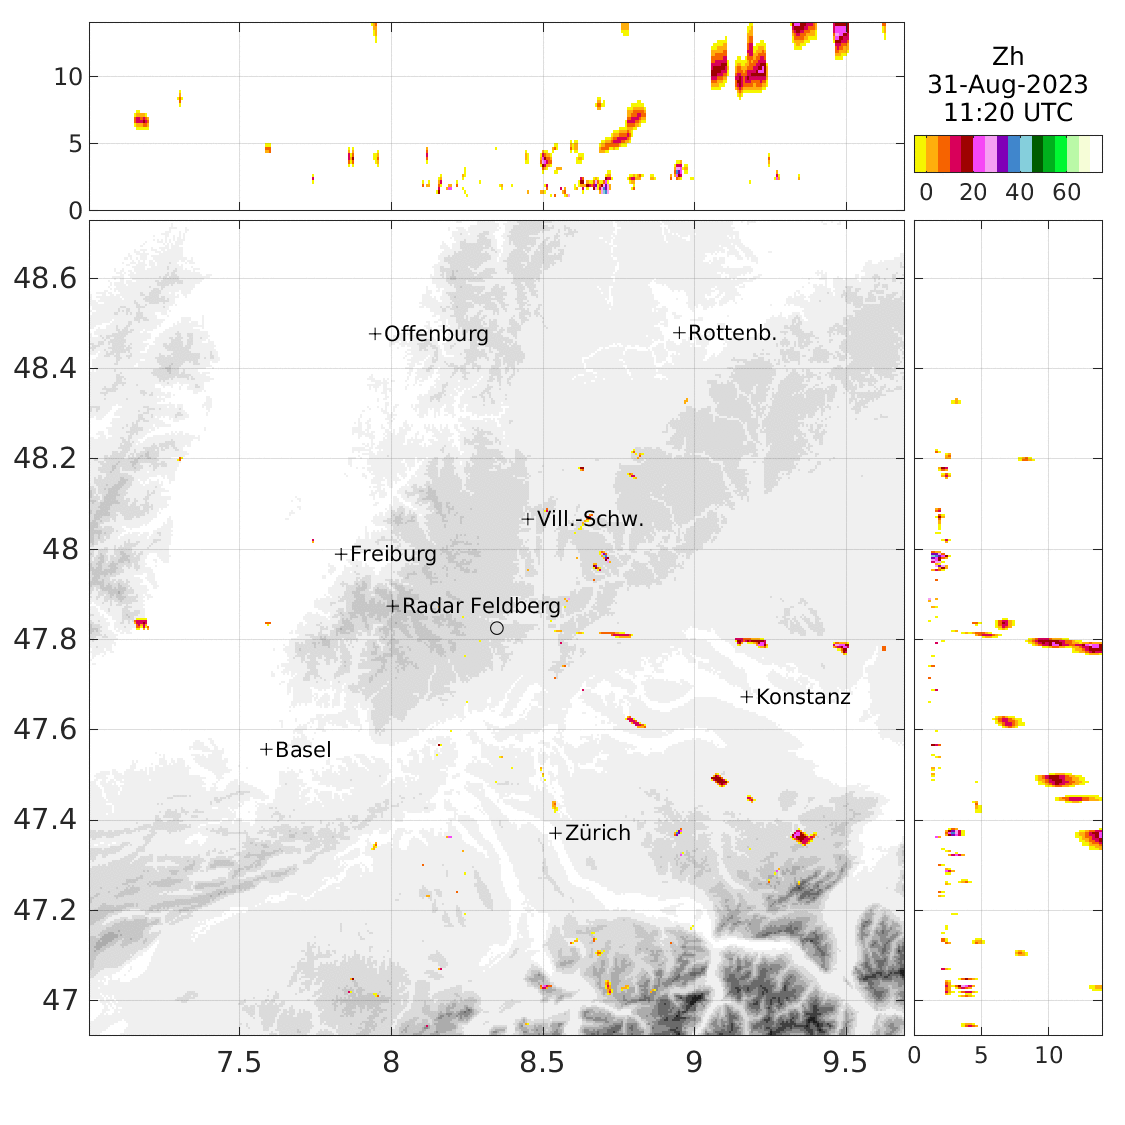 Zh
31-Aug-2023
11:20 UTC
0 20 40 60
10
5
0
48.6
48.4
48.2
48
47.8
47.6
47.4
47.2
47
+Offenburg
+Rottenb.
+Vill.-Schw.
+Freiburg
+Radar Feldberg
+Konstanz
+Basel
+Zürich
7.5 8 8.5 9 9.5
0 5 10